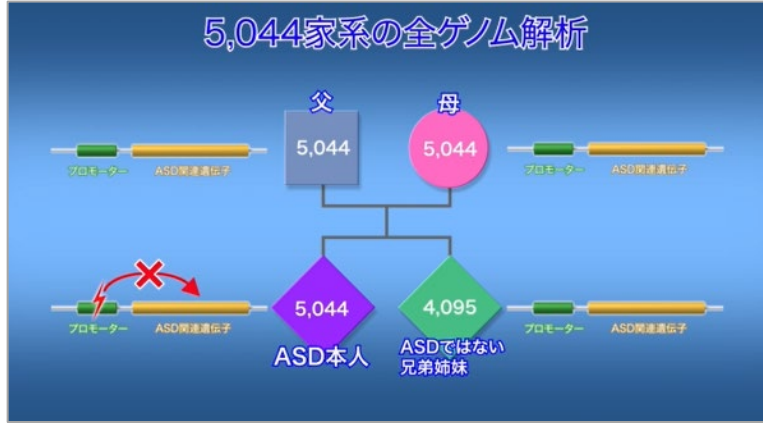 5,044家系の全ゲノム解析
父
母
5,044
5,044
プロモーター
ASD関連遺伝子
プロモーター
ASD関連遺伝子
5,044
4,095
プロモーター
ASD関連遺伝子
ASD本人
ASDではない
兄弟姉妹
プロモーター
ASD関連遺伝子